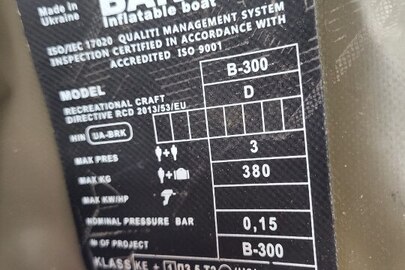 Made in
Ukraine
Inflatable boat
ISO/IEC 17020 QUALITI MANAGEMENT SYSTEM
INSPECTION CERTIFIED IN ACCORDANCE WITH
ACCREDITED ISO 9001
MODEL B-300
RECREATIONAL CRAFT
DIRECTIVE RCD 2013/53/EU D
HIN UA-BRK
MAX PRES 3
MAX KG 380
MAX KW/HP
NOMINAL PRESSURE BAR 0,15
№ OF PROJECT B-300